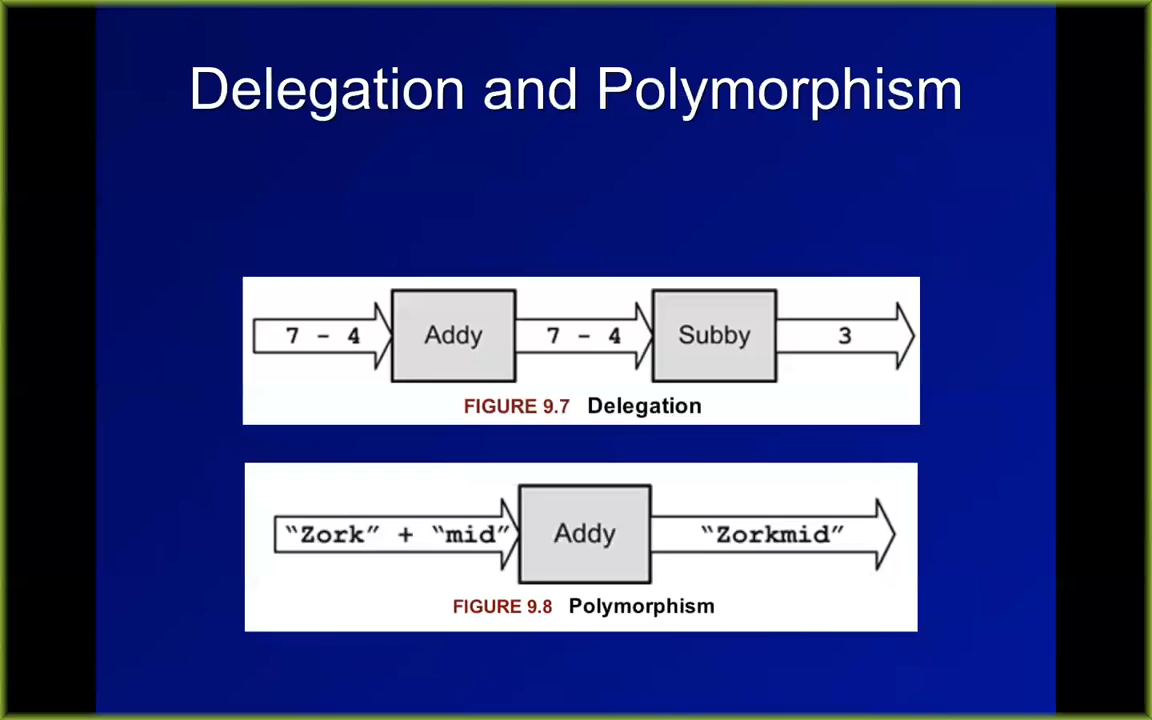 Delegation and Polymorphism
7 - 4 Addy 7 - 4 Subby 3
FIGURE 9.7 Delegation
“Zork” + “mid” Addy “Zorkmid”
FIGURE 9.8 Polymorphism